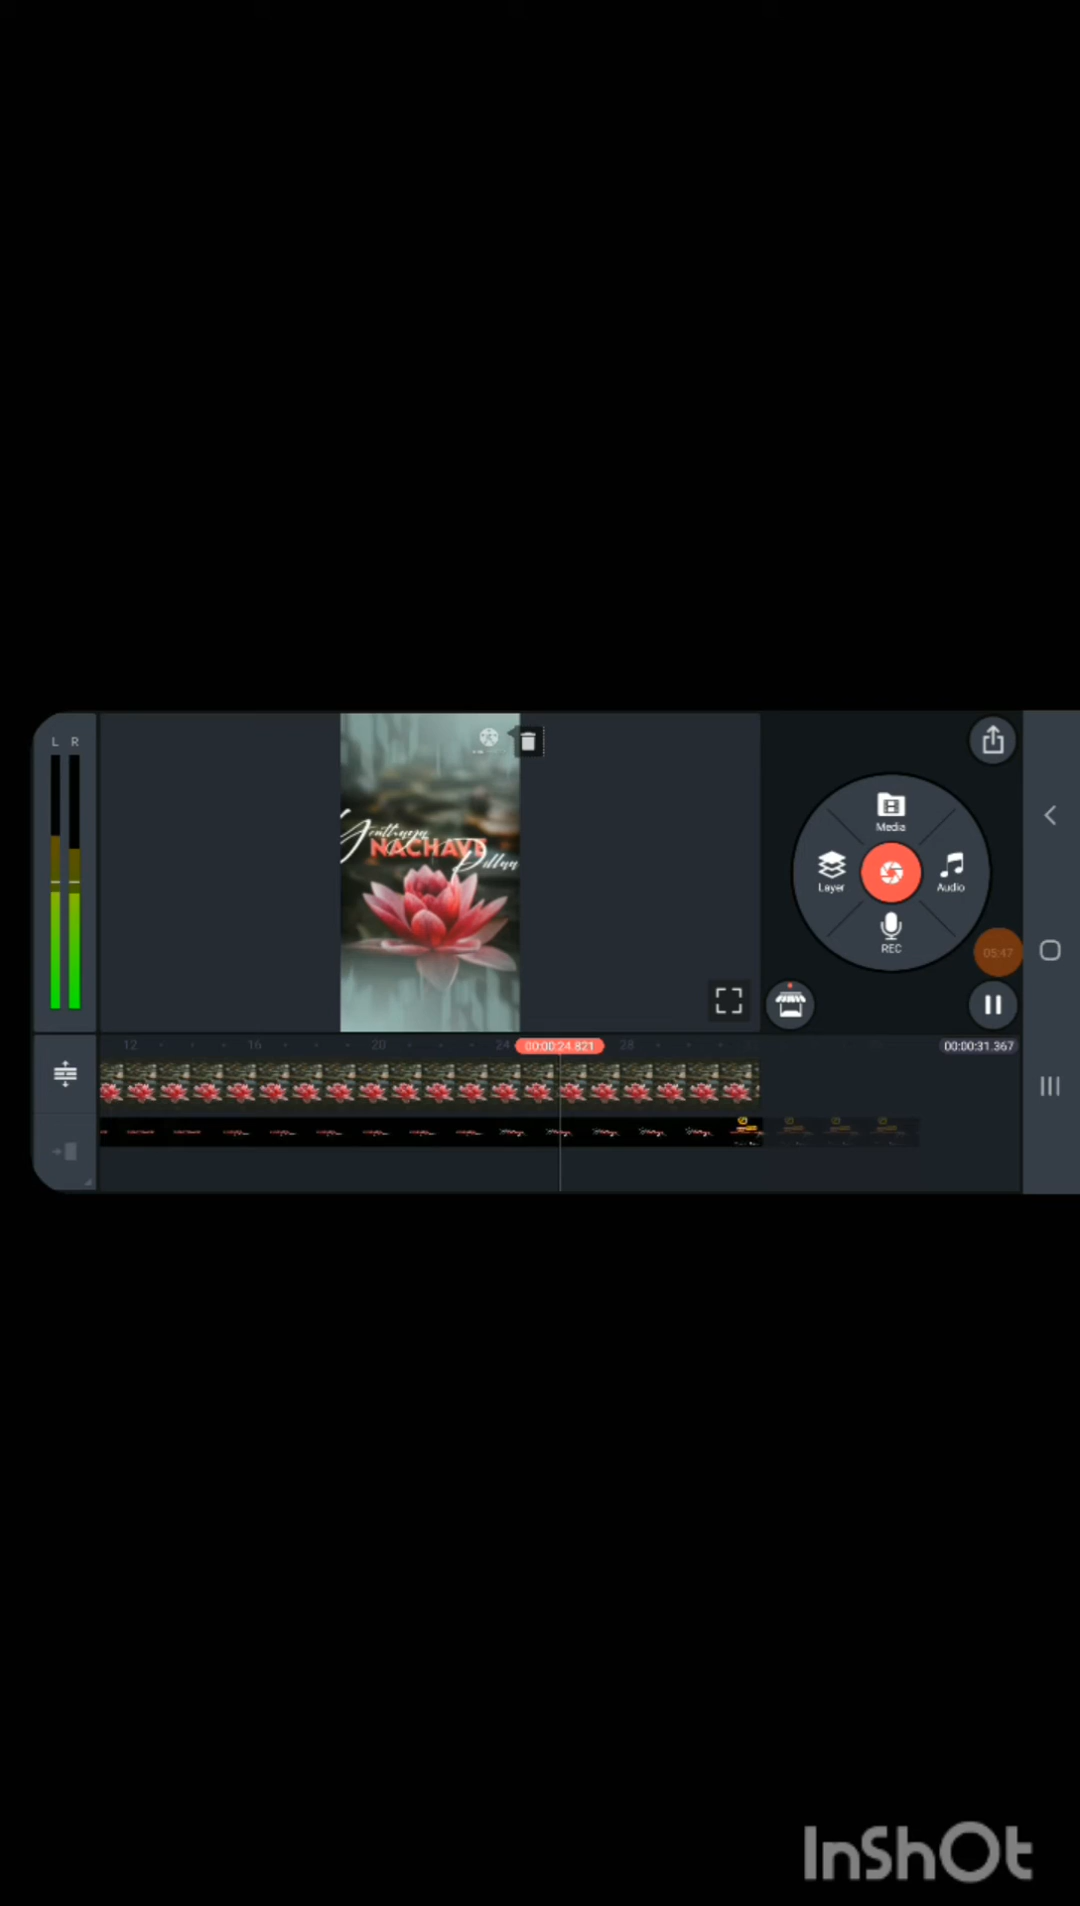 L R
Media
Layer
Audio
REC
05:47
NACHAVE
12 16 20 24 00:00:24.821 28 00:00:31.367
InShOt